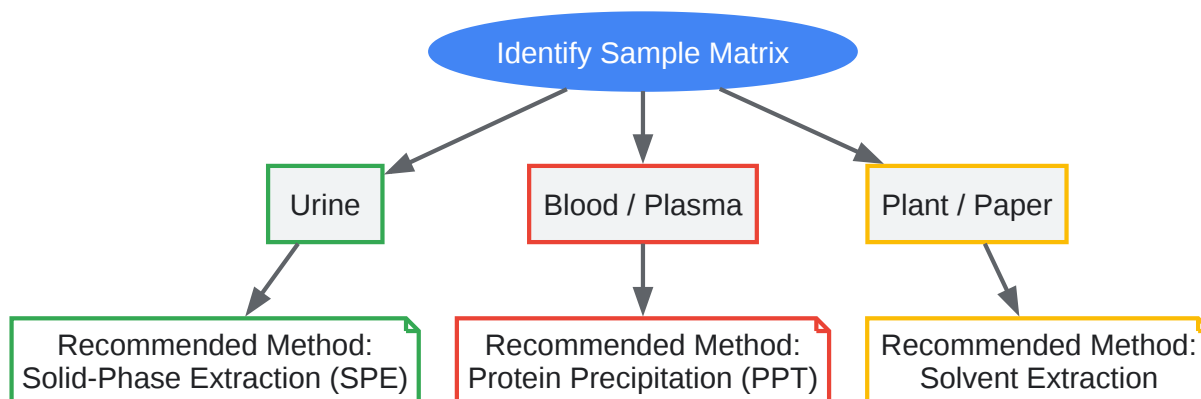 Identify Sample Matrix
Urine
Blood / Plasma
Plant / Paper
Recommended Method:
Solid-Phase Extraction (SPE)
Recommended Method:
Protein Precipitation (PPT)
Recommended Method:
Solvent Extraction